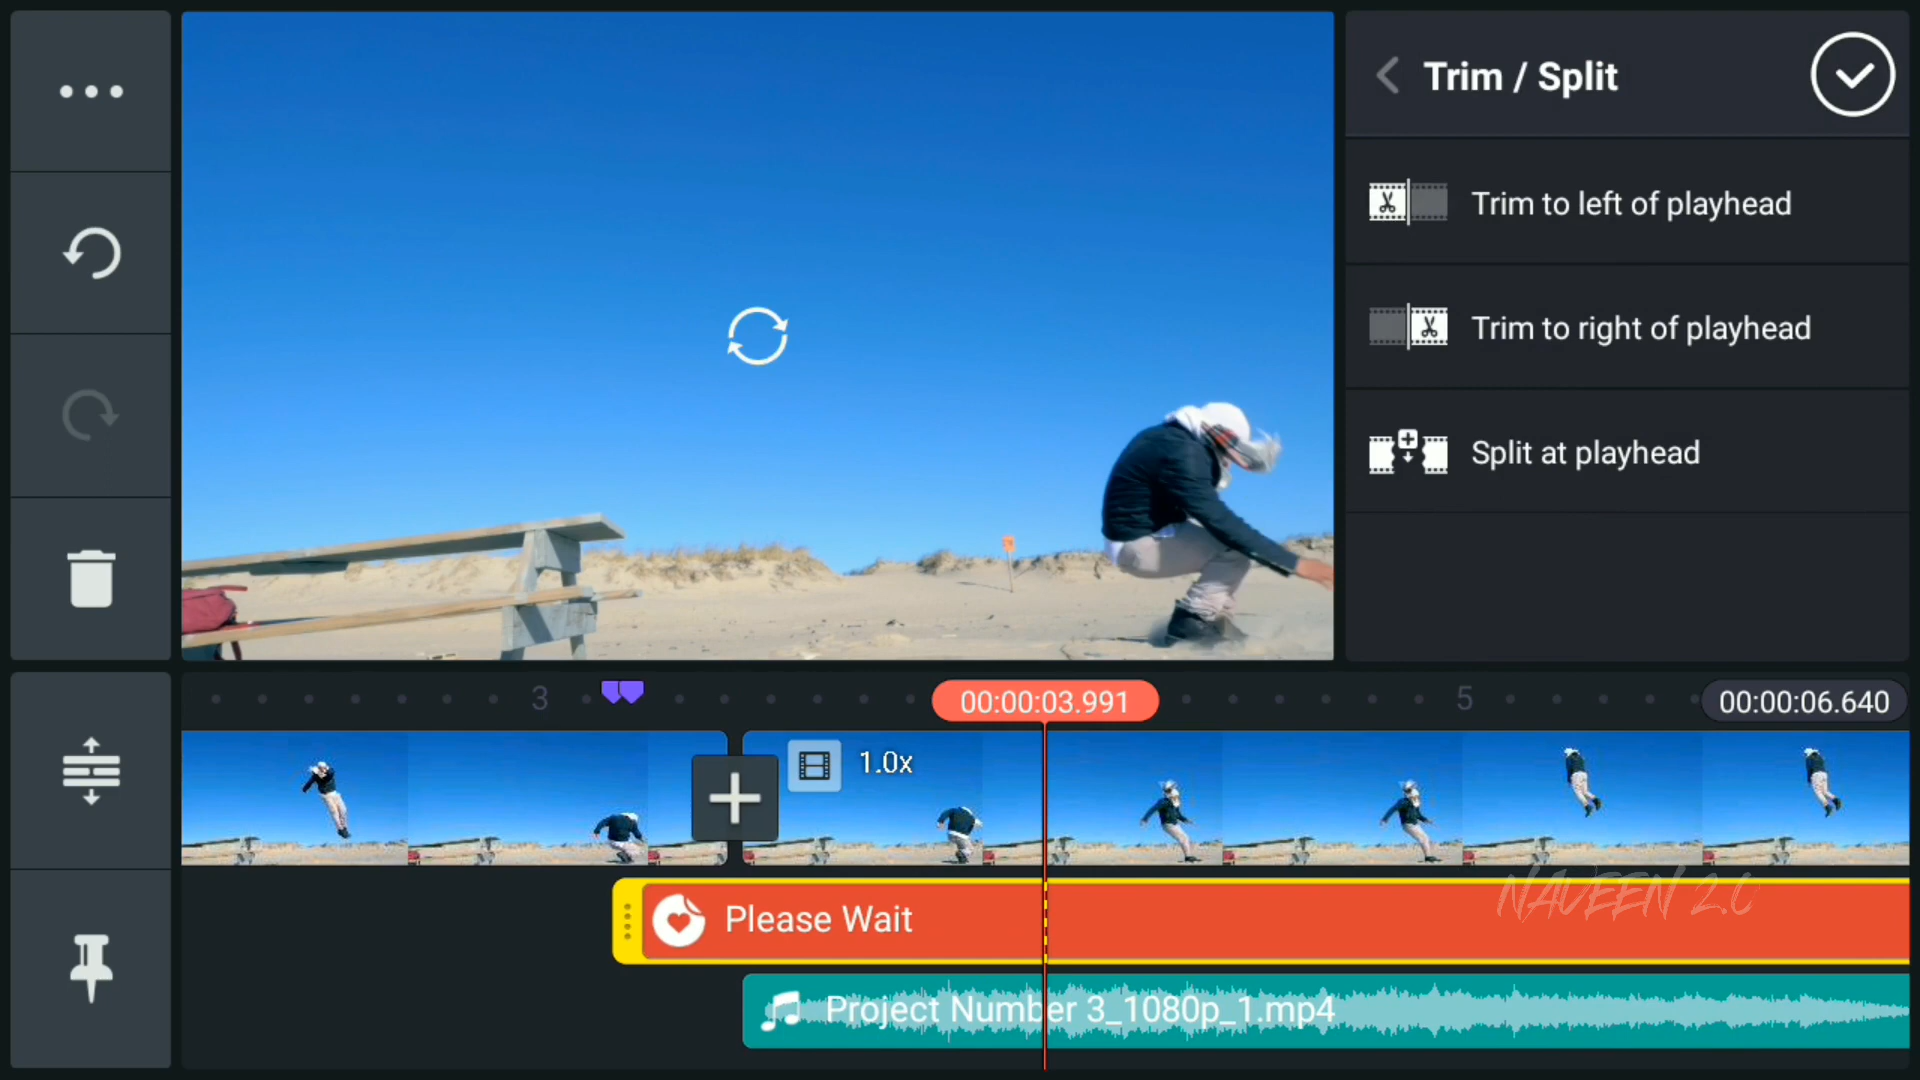 Trim / Split
Trim to left of playhead
Trim to right of playhead
Split at playhead
3
00:00:03.991
5
00:00:06.640
1.0x
NAVEEN 2.0
Please Wait
Project Number 3_1080p_1.mp4